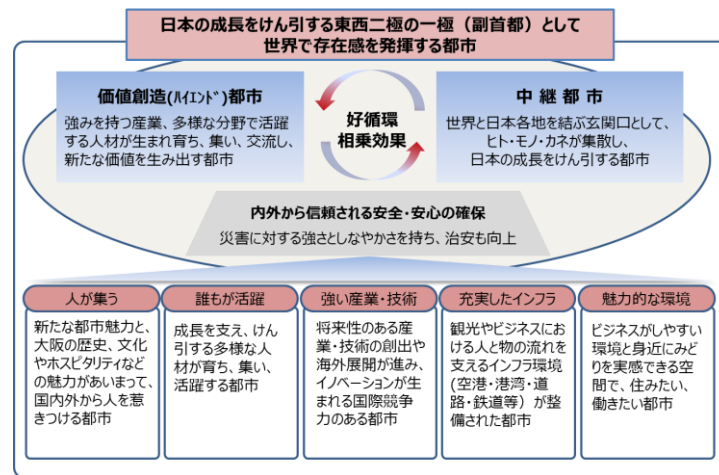 日本の成長をけん引する東西二極の一極（副首都）として
世界で存在感を発揮する都市
価値創造(ﾊｲｴﾝﾄﾞ)都市
強みを持つ産業、多様な分野で活躍
する人材が生まれ育ち、集い、交流し、
新たな価値を生み出す都市
好循環
相乗効果
中継都市
世界と日本各地を結ぶ玄関口として、
ヒト・モノ・カネが集散し、
日本の成長をけん引する都市
内外から信頼される安全・安心の確保
災害に対する強さとしなやかさを持ち、治安も向上
人が集う
新たな都市魅力と、
大阪の歴史、文化
やホスピタリティなど
の魅力があいまって、
国内外から人を惹
きつける都市
誰もが活躍
成長を支え、けん
引する多様な人
材が育ち、集い、
活躍する都市
強い産業・技術
将来性のある産
業・技術の創出や
海外展開が進み、
イノベーションが生
まれる国際競争
力のある都市
充実したインフラ
観光やビジネスにおけ
る人と物の流れを
支えるインフラ環境
(空港・港湾・道
路・鉄道等）が整
備された都市
魅力的な環境
ビジネスがしやすい
環境と身近にみど
りを実感できる空
間で、住みたい、
働きたい都市